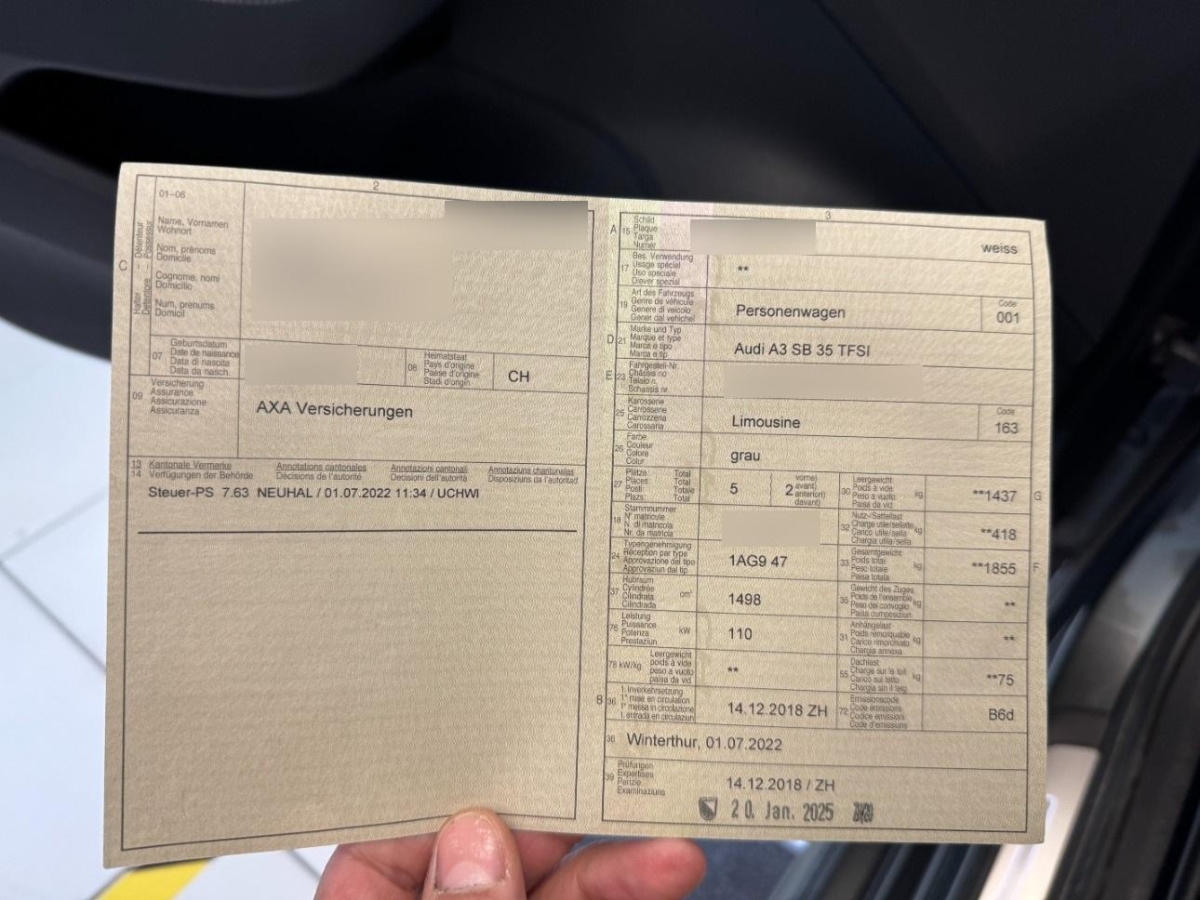 2
01–06
C
Halter - Détenteur
Detentore - Possessur
Name, Vornamen
Wohnort
Nom, prénoms
Domicile
Cognome, nomi
Domicilio
Num, prenums
Domicil
07
Geburtsdatum
Date de naissance
Data di nascita
Data da nasch.
08
Heimatstaat
Pays d'origine
Paese d'origine
Stadi d'origin
CH
09
Versicherung
Assurance
Assicurazione
Assicuranza
AXA Versicherungen
13 Kantonale Vermerke Annotations cantonales Annotazioni cantonali Annotaziuns chantunalas
14 Verfügungen der Behörde Décisions de l'autorité Decisioni dell'autorità Disposiziuns da l'autoritad
Steuer-PS 7.63 NEUHAL / 01.07.2022 11:34 / UCHWI
3
A
15
Schild
Plaque
Targa
Numer
weiss
17
Bes. Verwendung
Usage spécial
Uso speciale
Diever spezial
**
19
Art des Fahrzeugs
Genre de véhicule
Genere di veicolo
Gener dal vehichel
Personenwagen
Code
001
D
21
Marke und Typ
Marque et type
Marca e tipo
Marca e tip
Audi A3 SB 35 TFSI
E
23
Fahrgestell-Nr.
Châssis no
Telaio n.
Schassis nr.
25
Karosserie
Carrosserie
Carrozzeria
Carossaria
Limousine
Code
163
26
Farbe
Couleur
Colore
Colur
grau
27
Plätze Total
Places Total
Posti Totale
Plazs Total
5
2
vorne)
avant)
anteriori)
davant)
30
Leergewicht
Poids à vide
Peso a vuoto
Paisa da vid
kg
**1437
G
18
Stammnummer
N° matricule
N. di matricola
Nr. da matricla
32
Nutz-/Sattellast
Charge utile/sellette
Carico utile/sella
Chargia utila/sella
kg
**418
24
Typengenehmigung
Réception par type
Approvazione del tipo
Approvaziun dal tip
1AG9 47
33
Gesamtgewicht
Poids total
Peso totale
Paisa totala
kg
**1855
F
37
Hubraum
Cylindrée
Cilindrata
Cilindrada
cm³
1498
35
Gewicht des Zuges
Poids de l'ensemble
Peso del convoglio
Paisa cumposiziun
kg
**
76
Leistung
Puissance
Potenza
Prestaziun
kW
110
31
Anhängelast
Poids remorquable
Carico rimorchiato
Chargia annexa
kg
**
78 kW/kg
Leergewicht
poids à vide
peso a vuoto
paisa da vid
**
55
Dachlast
Charge sur le toit
Carico sul tetto
Chargia sin il tetg
kg
**75
B
36
1. Inverkehrsetzung
1re mise en circulation
1a messa in circolazione
1. entrada en circulaziun
14.12.2018 ZH
72
Emissionscode
Code émissions
Codice emissioni
Code d'emissiuns
B6d
38
Winterthur, 01.07.2022
39
Prüfungen
Expertises
Perizie
Examinaziuns
14.12.2018 / ZH
20. Jan. 2025